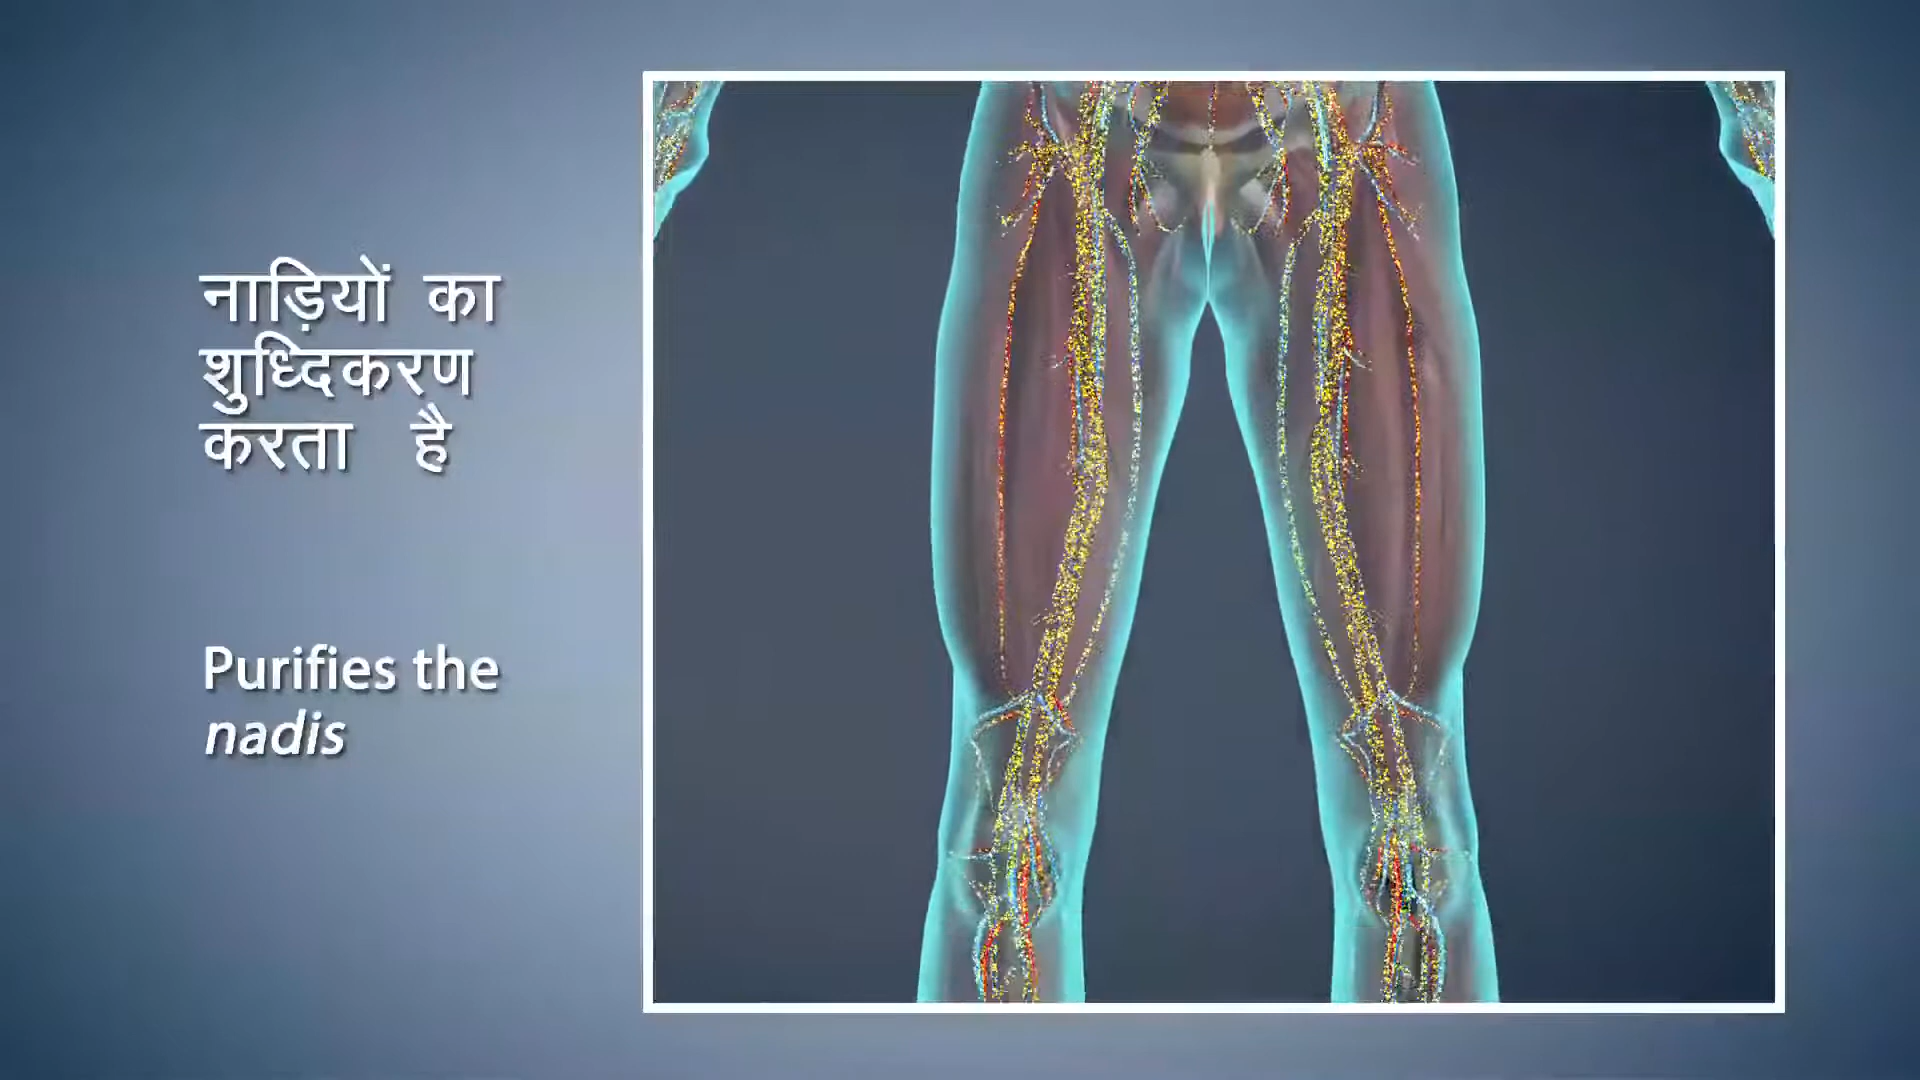 नाड़ियों का
शुध्दिकरण
करता है
Purifies the
nadis